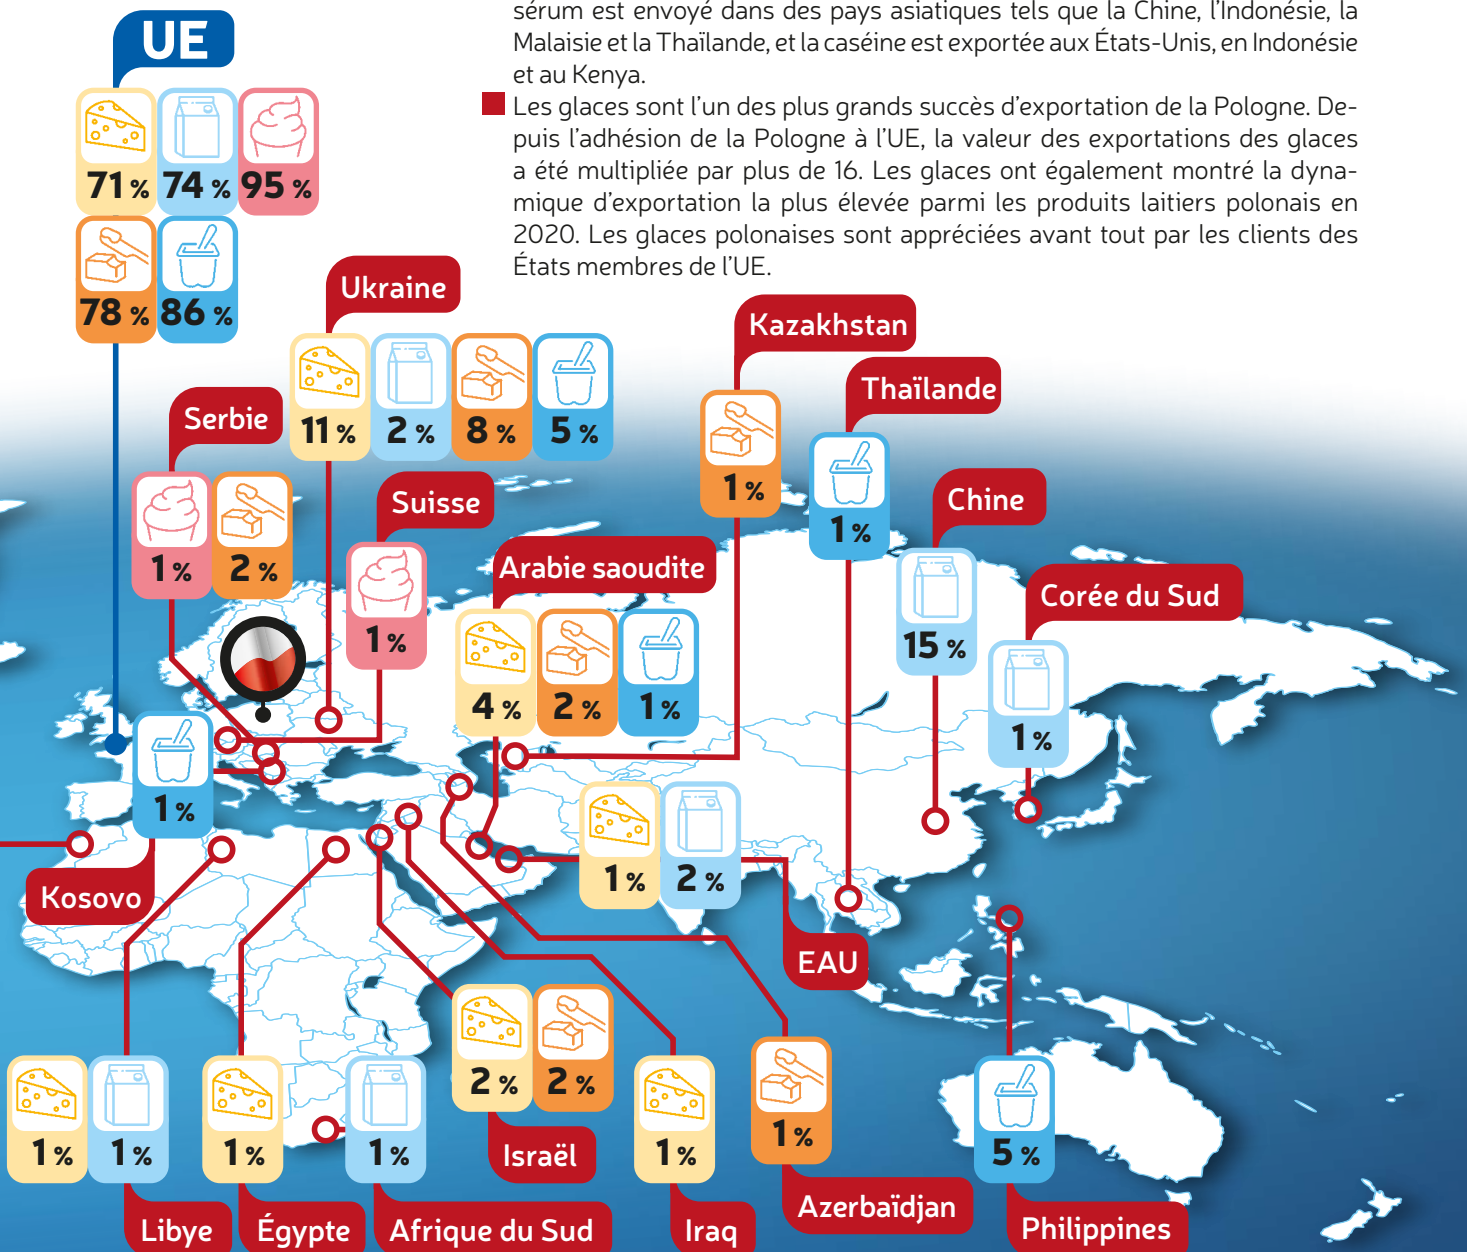 sérum est envoyé dans des pays asiatiques tels que la Chine, l'Indonésie, la
Malaisie et la Thaïlande, et la caséine est exportée aux États-Unis, en Indonésie
et au Kenya.
Les glaces sont l'un des plus grands succès d'exportation de la Pologne. De-
puis l'adhésion de la Pologne à l'UE, la valeur des exportations des glaces
a été multipliée par plus de 16. Les glaces ont également montré la dyna-
mique d'exportation la plus élevée parmi les produits laitiers polonais en
2020. Les glaces polonaises sont appréciées avant tout par les clients des
États membres de l'UE.
UE
71 % 74 % 95 %
78 % 86 %
Ukraine
11 % 2 % 8 % 5 %
Kazakhstan
1 %
Thaïlande
1 %
Serbie
1 % 2 %
Suisse
1 %
Chine
15 %
Arabie saoudite
4 % 2 % 1 %
Corée du Sud
1 %
1 %
Kosovo
1 % 2 %
EAU
1 % 1 %
Libye
1 %
Égypte
1 %
Afrique du Sud
2 % 2 %
Israël
1 %
Iraq
1 %
Azerbaïdjan
5 %
Philippines